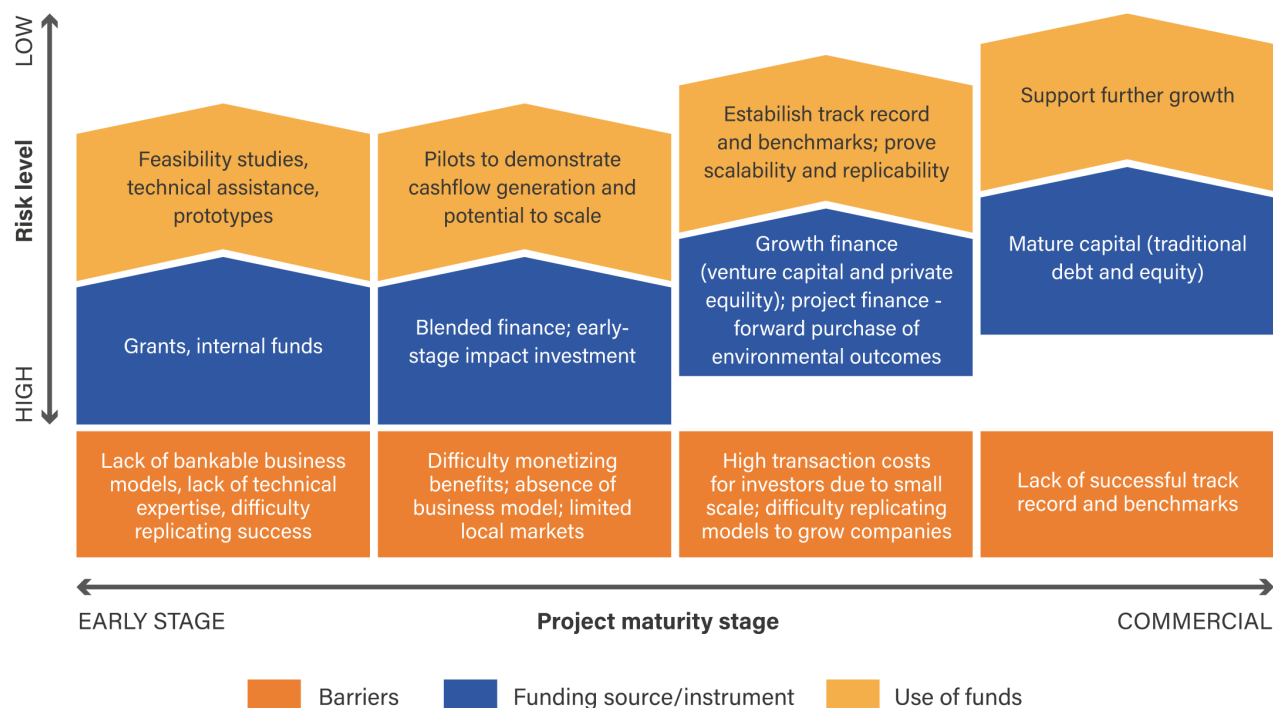 LOW
Risk level
HIGH
Feasibility studies,
technical assistance,
prototypes
Pilots to demonstrate
cashflow generation and
potential to scale
Estabilish track record
and benchmarks; prove
scalability and replicability
Support further growth
Grants, internal funds
Blended finance; early-
stage impact investment
Growth finance
(venture capital and private
equility); project finance -
forward purchase of
environmental outcomes
Mature capital (traditional
debt and equity)
Lack of bankable business
models, lack of technical
expertise, difficulty
replicating success
Difficulty monetizing
benefits; absence of
business model; limited
local markets
High transaction costs
for investors due to small
scale; difficulty replicating
models to grow companies
Lack of successful track
record and benchmarks
EARLY STAGE
Project maturity stage
COMMERCIAL
Barriers
Funding source/instrument
Use of funds